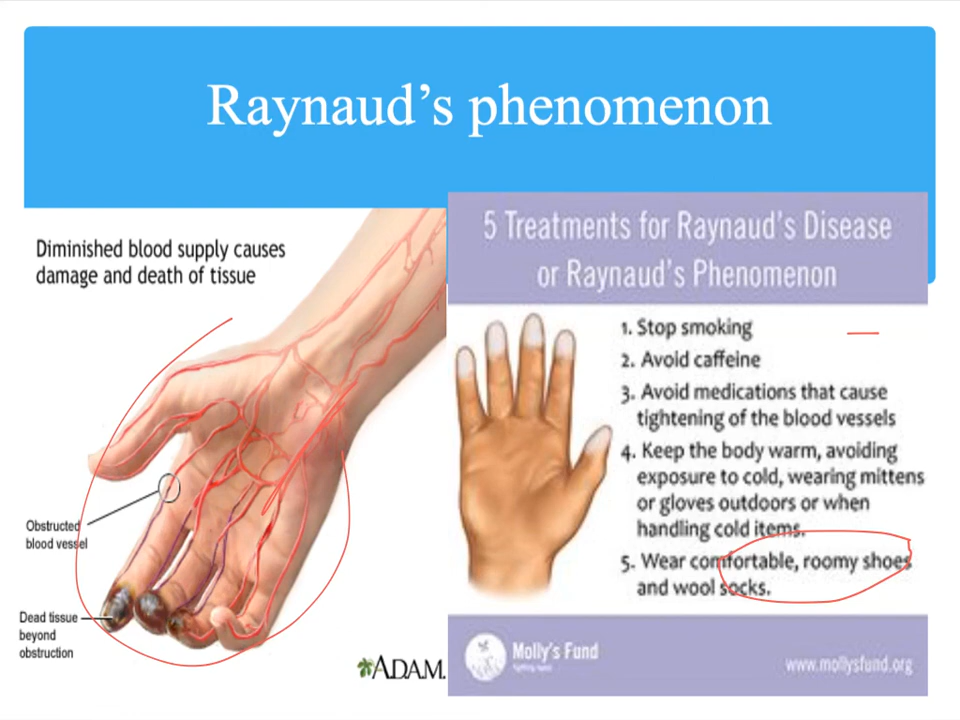 Raynaud's phenomenon
Diminished blood supply causes
damage and death of tissue
Obstructed
blood vessel
Dead tissue
beyond
obstruction
ADAM.
5 Treatments for Raynaud's Disease
or Raynaud's Phenomenon
1. Stop smoking
2. Avoid caffeine
3. Avoid medications that cause
tightening of the blood vessels
4. Keep the body warm, avoiding
exposure to cold, wearing mittens
or gloves outdoors or when
handling cold items.
5. Wear comfortable, roomy shoes
and wool socks.
Molly's Fund
www.mollysfund.org